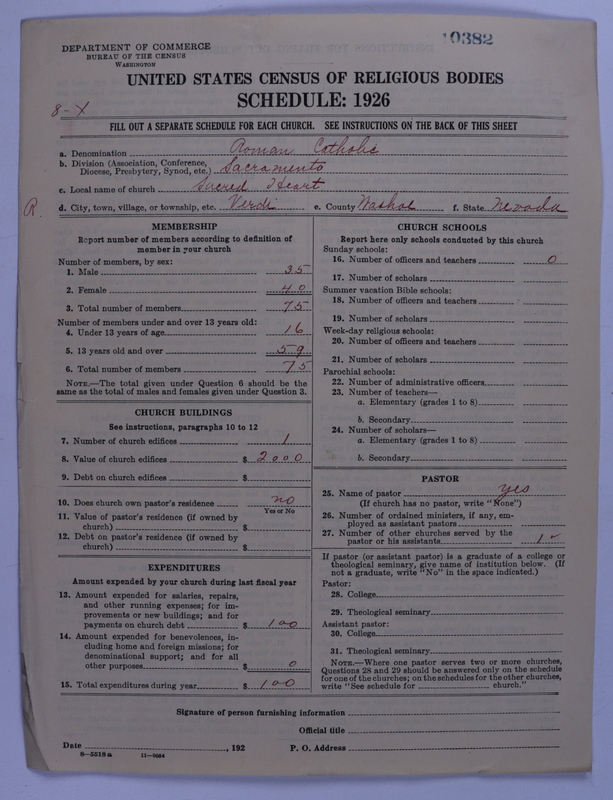 10382
DEPARTMENT OF COMMERCE
BUREAU OF THE CENSUS
WASHINGTON
UNITED STATES CENSUS OF RELIGIOUS BODIES
SCHEDULE: 1926
8-X
FILL OUT A SEPARATE SCHEDULE FOR EACH CHURCH. SEE INSTRUCTIONS ON THE BACK OF THIS SHEET
a. Denomination Roman Catholic
b. Division (Association, Conference, Diocese, Presbytery, Synod, etc.) Sacramento
c. Local name of church Sacred Heart
R.
d. City, town, village, or township, etc. Verdi e. County Washoe f. State Nevada
MEMBERSHIP
Report number of members according to definition of
member in your church
Number of members, by sex:
1. Male 35
2. Female 40
3. Total number of members 75
Number of members under and over 13 years old:
4. Under 13 years of age 16
5. 13 years old and over 59
6. Total number of members 75
NOTE.—The total given under Question 6 should be the
same as the total of males and females given under Question 3.
CHURCH BUILDINGS
See instructions, paragraphs 10 to 12
7. Number of church edifices 1
8. Value of church edifices $ 2000
9. Debt on church edifices $
10. Does church own pastor's residence no
Yes or No
11. Value of pastor's residence (if owned by
church) $
12. Debt on pastor's residence (if owned by
church) $
EXPENDITURES
Amount expended by your church during last fiscal year
13. Amount expended for salaries, repairs,
and other running expenses; for im-
provements or new buildings; and for
payments on church debt $ 100
14. Amount expended for benevolences, in-
cluding home and foreign missions; for
denominational support; and for all
other purposes $ 0
15. Total expenditures during year $ 100
CHURCH SCHOOLS
Report here only schools conducted by this church
Sunday schools:
16. Number of officers and teachers 0
17. Number of scholars
Summer vacation Bible schools:
18. Number of officers and teachers
19. Number of scholars
Week-day religious schools:
20. Number of officers and teachers
21. Number of scholars
Parochial schools:
22. Number of administrative officers
23. Number of teachers—
a. Elementary (grades 1 to 8)
b. Secondary
24. Number of scholars—
a. Elementary (grades 1 to 8)
b. Secondary
PASTOR
25. Name of pastor yes
(If church has no pastor, write "None")
26. Number of ordained ministers, if any, em-
ployed as assistant pastors
27. Number of other churches served by the
pastor or his assistants 1
If pastor (or assistant pastor) is a graduate of a college or
theological seminary, give name of institution below. (If
not a graduate, write "No" in the space indicated.)
Pastor:
28. College
29. Theological seminary
Assistant pastor:
30. College
31. Theological seminary
NOTE.—Where one pastor serves two or more churches,
Questions 28 and 29 should be answered only on the schedule
for one of the churches; on the schedules for the other churches,
write "See schedule for church."
Signature of person furnishing information
Official title
Date , 192 P. O. Address
8—5518a 11—9084